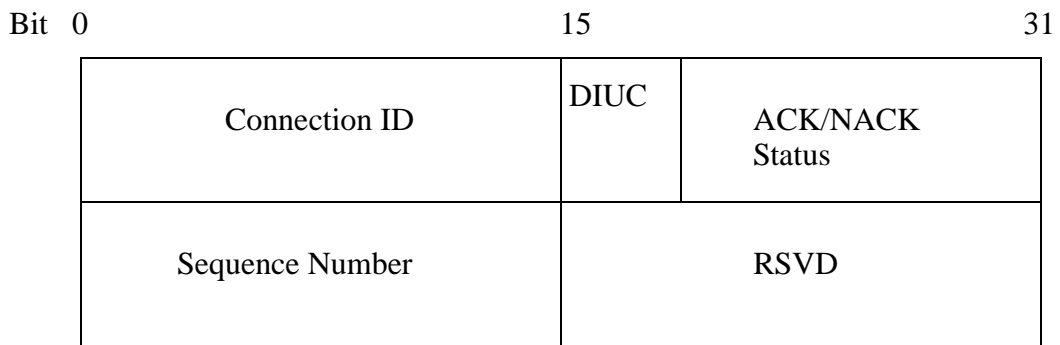 Bit 0 15 31
Connection ID DIUC ACK/NACK
Status
Sequence Number RSVD